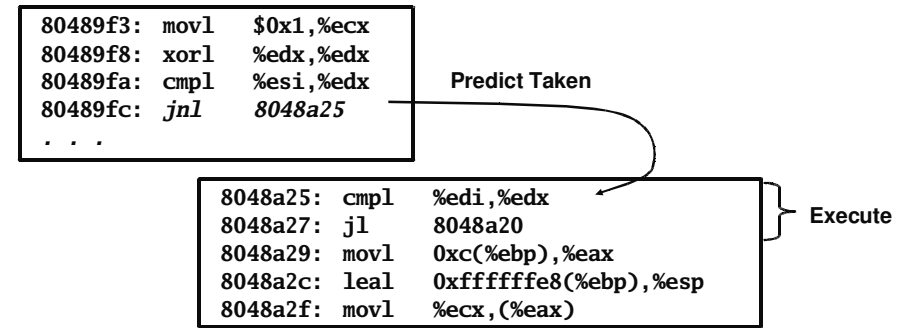 80489f3: movl $0x1,%ecx
80489f8: xorl %edx,%edx
80489fa: cmpl %esi,%edx
80489fc: jnl 8048a25
. . .
Predict Taken
8048a25: cmpl %edi,%edx
8048a27: jl 8048a20
8048a29: movl 0xc(%ebp),%eax
8048a2c: leal 0xffffffe8(%ebp),%esp
8048a2f: movl %ecx,(%eax)
Execute